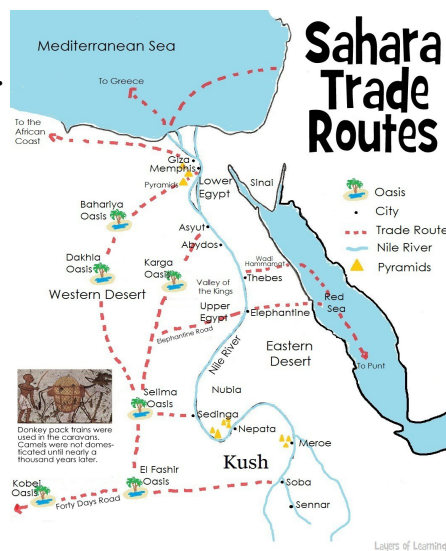 Sahara
Trade
Routes
Mediterranean Sea
To Greece
To the
African
Coast
Giza
Memphis
Pyramids
Lower
Egypt
Sinai
Oasis
City
Trade Route
Nile River
Pyramids
Bahariya
Oasis
Asyut
Abydos
Dakhla
Oasis
Karga
Oasis
Wadi
Hammamat
Thebes
Western Desert
Valley of
the Kings
Red
Sea
Upper
Egypt
Elephantine
Elephantine Road
Nile River
Eastern
Desert
To Punt
Donkey pack trains were
used in the caravans.
Camels were not domes-
ticated until nearly a
thousand years later.
Selima
Oasis
Nubia
Sedinga
Nepata
Meroe
Kush
El Fashir
Oasis
Kobei
Oasis
Forty Days Road
Soba
Sennar
Layers of Learning